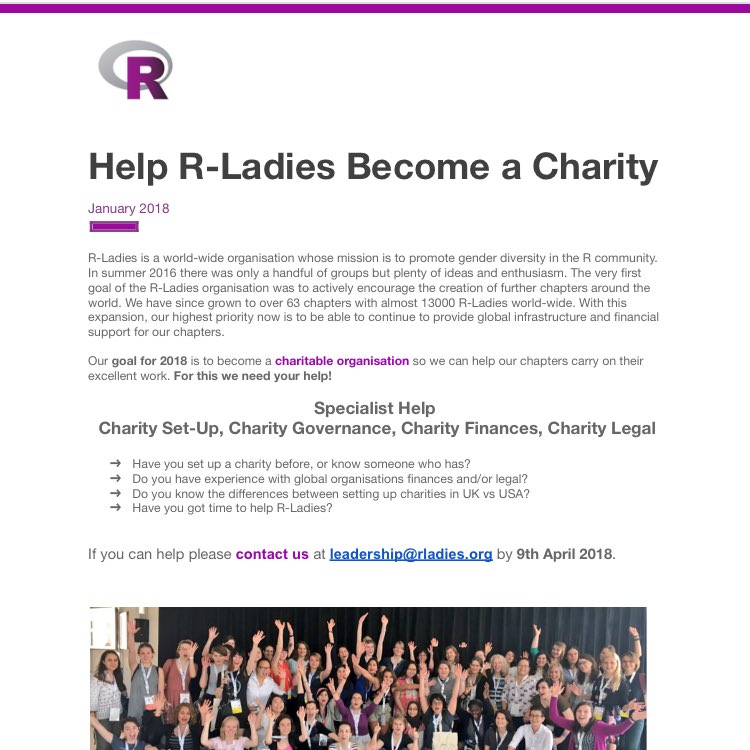 R
Help R-Ladies Become a Charity
January 2018
R-Ladies is a world-wide organisation whose mission is to promote gender diversity in the R community.
In summer 2016 there was only a handful of groups but plenty of ideas and enthusiasm. The very first
goal of the R-Ladies organisation was to actively encourage the creation of further chapters around the
world. We have since grown to over 63 chapters with almost 13000 R-Ladies world-wide. With this
expansion, our highest priority now is to be able to continue to provide global infrastructure and financial
support for our chapters.
Our goal for 2018 is to become a charitable organisation so we can help our chapters carry on their
excellent work. For this we need your help!
Specialist Help
Charity Set-Up, Charity Governance, Charity Finances, Charity Legal
➔ Have you set up a charity before, or know someone who has?
➔ Do you have experience with global organisations finances and/or legal?
➔ Do you know the differences between setting up charities in UK vs USA?
➔ Have you got time to help R-Ladies?
If you can help please contact us at leadership@rladies.org by 9th April 2018.